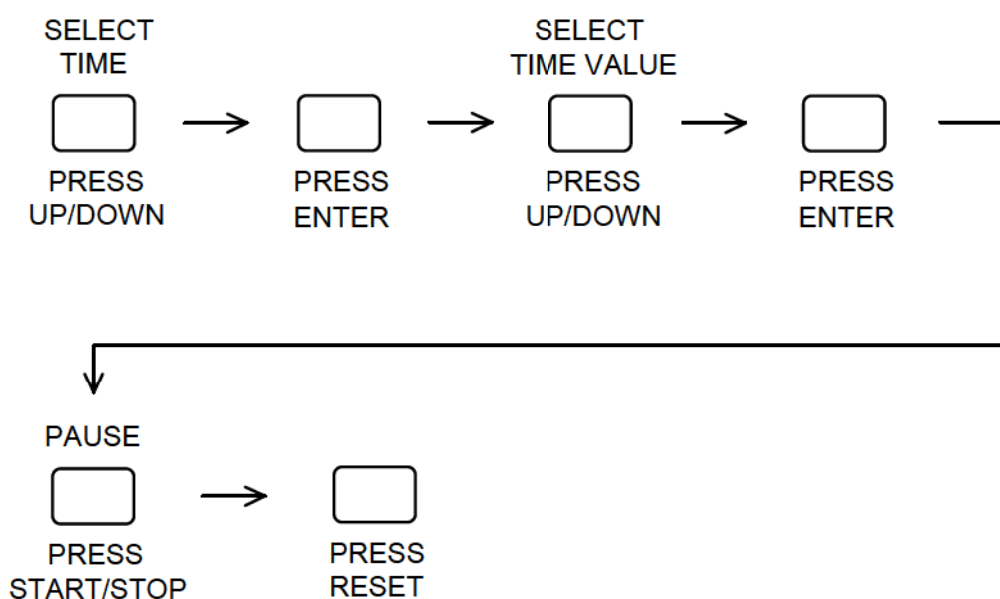 SELECT
TIME
PRESS
UP/DOWN
PRESS
ENTER
SELECT
TIME VALUE
PRESS
UP/DOWN
PRESS
ENTER
PAUSE
PRESS
START/STOP
PRESS
RESET